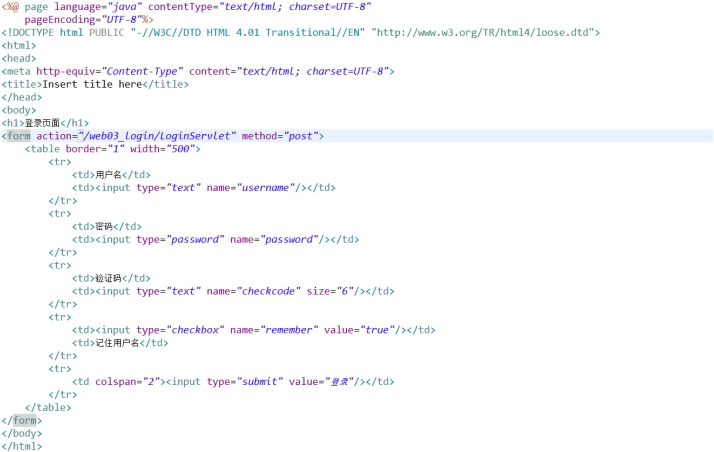 <%@ page language="java" contentType="text/html; charset=UTF-8"
    pageEncoding="UTF-8"%>
<!DOCTYPE html PUBLIC "-//W3C//DTD HTML 4.01 Transitional//EN" "http://www.w3.org/TR/html4/loose.dtd">
<html>
<head>
<meta http-equiv="Content-Type" content="text/html; charset=UTF-8">
<title>Insert title here</title>
</head>
<body>
<h1>登录页面</h1>
<form action="/web03_login/LoginServlet" method="post">
    <table border="1" width="500">
        <tr>
            <td>用户名</td>
            <td><input type="text" name="username"/></td>
        </tr>
        <tr>
            <td>密码</td>
            <td><input type="password" name="password"/></td>
        </tr>
        <tr>
            <td>验证码</td>
            <td><input type="text" name="checkcode" size="6"/></td>
        </tr>
        <tr>
            <td><input type="checkbox" name="remember" value="true"/></td>
            <td>记住用户名</td>
        </tr>
        <tr>
            <td colspan="2"><input type="submit" value="登录"/></td>
        </tr>
    </table>
</form>
</body>
</html>